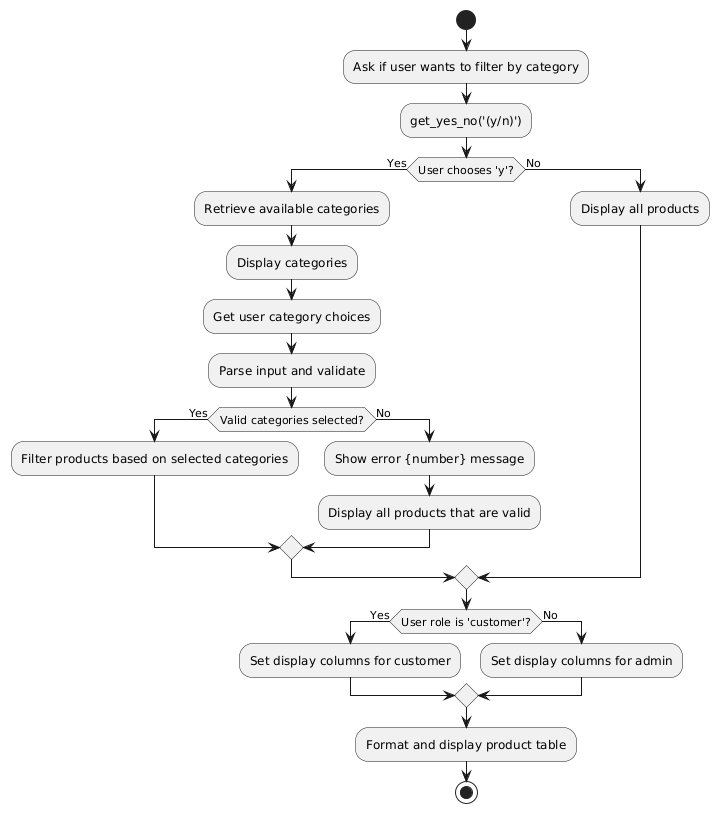 Ask if user wants to filter by category
get_yes_no('(y/n)')
Yes
User chooses 'y'?
No
Retrieve available categories
Display all products
Display categories
Get user category choices
Parse input and validate
Yes
Valid categories selected?
No
Filter products based on selected categories
Show error {number} message
Display all products that are valid
Yes
User role is 'customer'?
No
Set display columns for customer
Set display columns for admin
Format and display product table